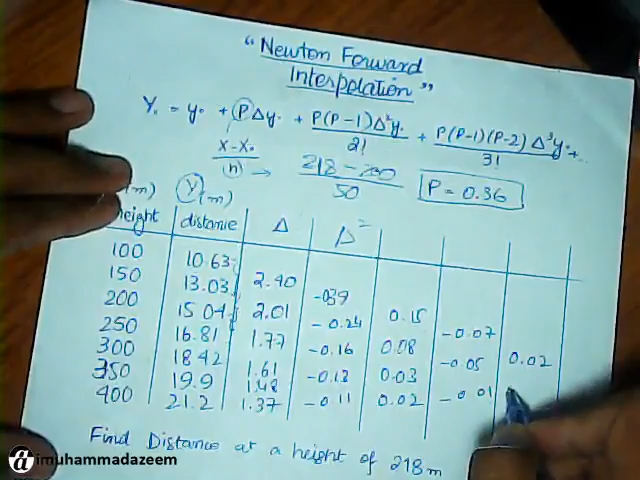 "Newton Forward
Interpolation"
Yₙ = y₀ + PΔy₀ + P(P-1)Δ²y₀ / 2! + P(P-1)(P-2)Δ³y₀ / 3! + ...
X-X₀ / (h) → 218-200 / 50 P = 0.36
(m) Y(m)
height distance Δ Δ²
100 10.63
150 13.03 2.40
200 15.04 2.01 -039 0.15
250 16.81 1.77 -0.24 0.08 -0.07
300 18.42 1.61 -0.16 0.03 -0.05 0.02
350 19.9 1.48 -0.13 0.02 -0.01
400 21.2 1.37 -0.11
Find Distance at a height of 218m
imuhammadazeem